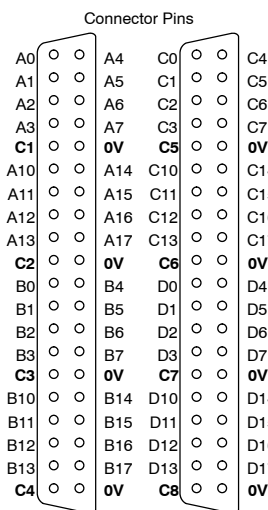 Connector Pins
A0 A4 C0 C4
A1 A5 C1 C5
A2 A6 C2 C6
A3 A7 C3 C7
C1 0V C5 0V
A10 A14 C10
A11 A15 C11
A12 A16 C12
A13 A17 C13
C2 0V C6 0V
B0 B4 D0 D4
B1 B5 D1 D5
B2 B6 D2 D6
B3 B7 D3 D7
C3 0V C7 0V
B10 B14 D10
B11 B15 D11
B12 B16 D12
B13 B17 D13
C4 0V C8 0V